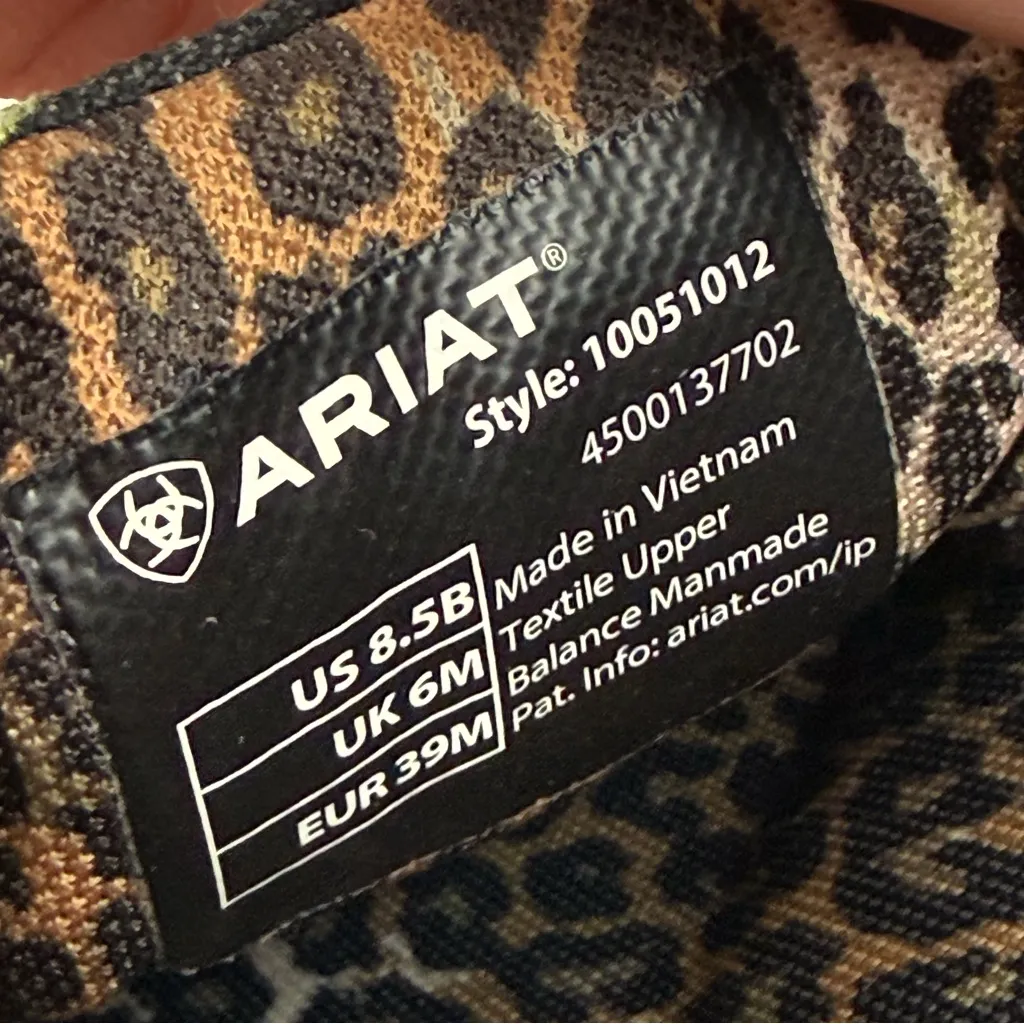 ARIAT®
Style: 10051012
4500137702
US 8.5B
UK 6M
EUR 39M
Made in Vietnam
Textile Upper
Balance Manmade
Pat. Info: ariat.com/ip